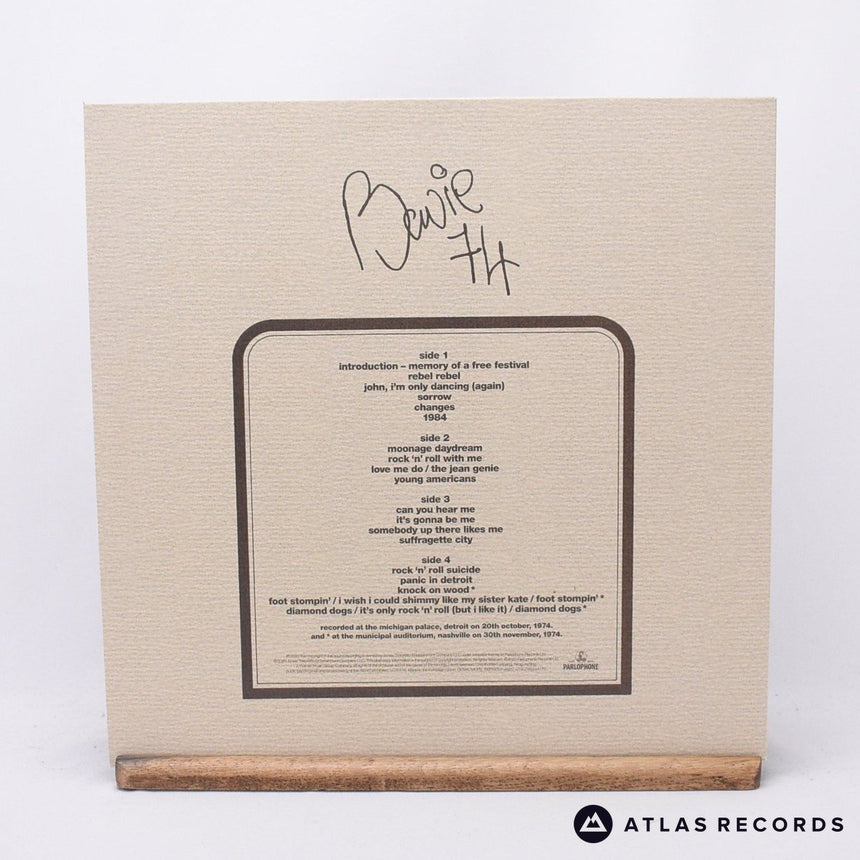 Bowie
74
side 1
introduction – memory of a free festival
rebel rebel
john, i'm only dancing (again)
sorrow
changes
1984
side 2
moonage daydream
rock 'n' roll with me
love me do / the jean genie
young americans
side 3
can you hear me
it's gonna be me
somebody up there likes me
suffragette city
side 4
rock 'n' roll suicide
panic in detroit
knock on wood *
foot stompin' / i wish i could shimmy like my sister kate / foot stompin' *
diamond dogs / it's only rock 'n' roll (but i like it) / diamond dogs *
recorded at the michigan palace, detroit on 20th october, 1974.
and * at the municipal auditorium, nashville on 30th november, 1974.
PARLOPHONE
ATLAS RECORDS